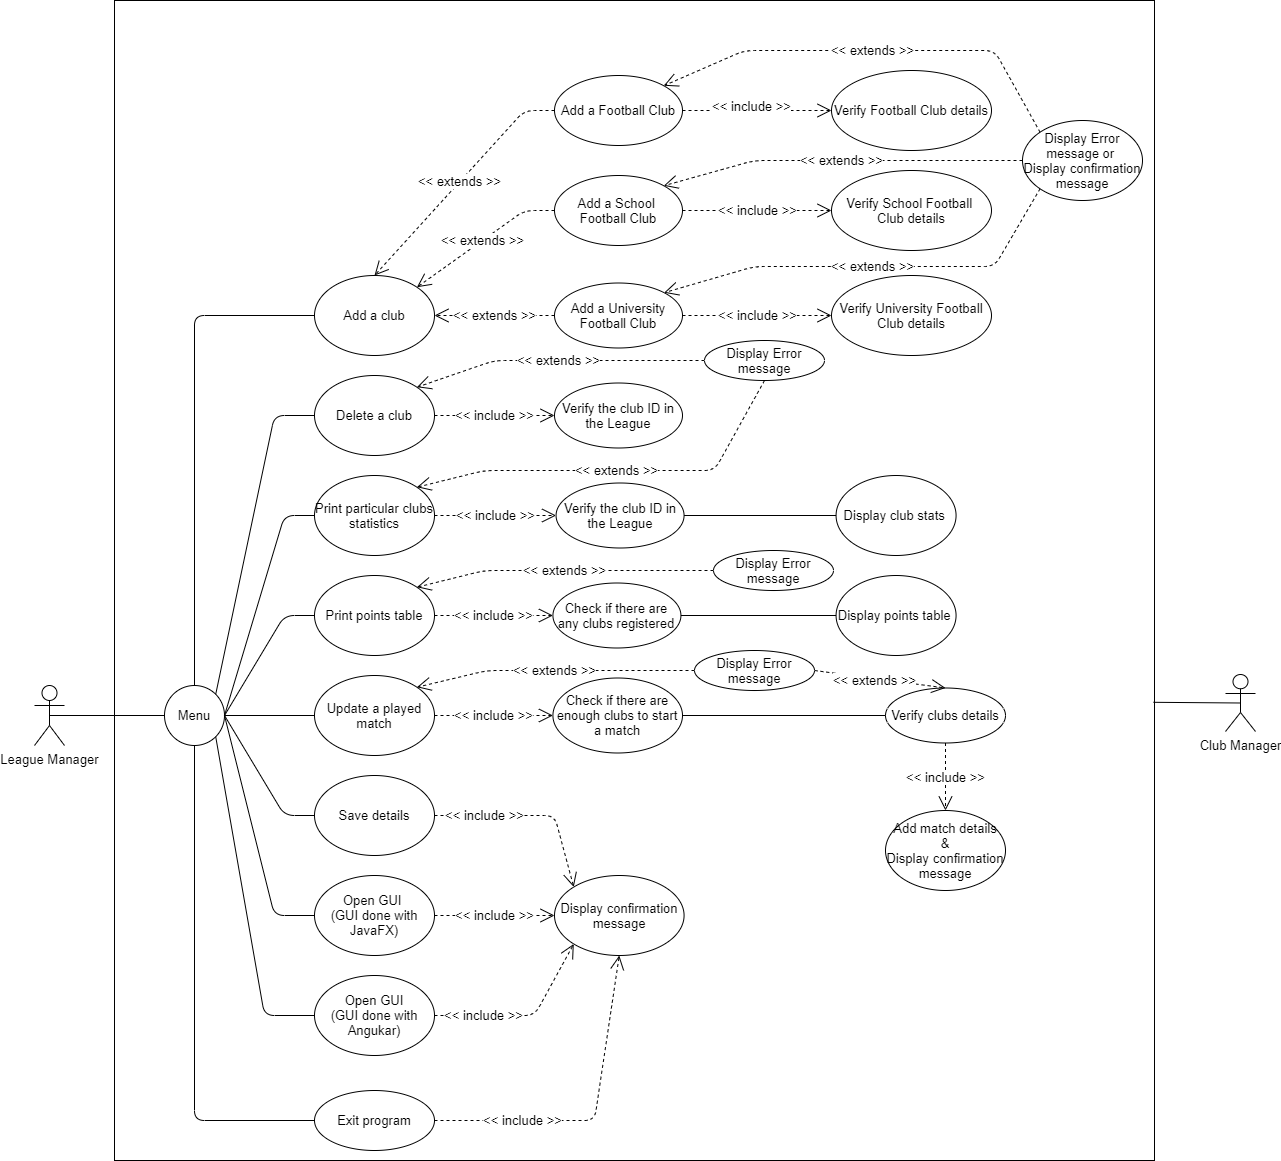 << extends >>
Add a Football Club
<< include >>
Verify Football Club details
Display Error
message or
Display confirmation
message
<< extends >>
<< extends >>
Add a School
Football Club
<< include >>
Verify School Football
Club details
<< extends >>
<< extends >>
Add a club
<< extends >>
Add a University
Football Club
<< include >>
Verify University Football
Club details
<< extends >>
Display Error
message
Delete a club
<< include >>
Verify the club ID in
the League
<< extends >>
Print particular clubs
statistics
<< include >>
Verify the club ID in
the League
Display club stats
<< extends >>
Display Error
message
Print points table
<< include >>
Check if there are
any clubs registered
Display points table
<< extends >>
Display Error
message
<< extends >>
Menu
Update a played
match
<< include >>
Check if there are
enough clubs to start
a match
Verify clubs details
League Manager
Club Manager
<< include >>
Save details
<< include >>
Add match details
&
Display confirmation
message
Open GUI
(GUI done with
JavaFX)
<< include >>
Display confirmation
message
Open GUI
(GUI done with
Angukar)
<< include >>
Exit program
<< include >>